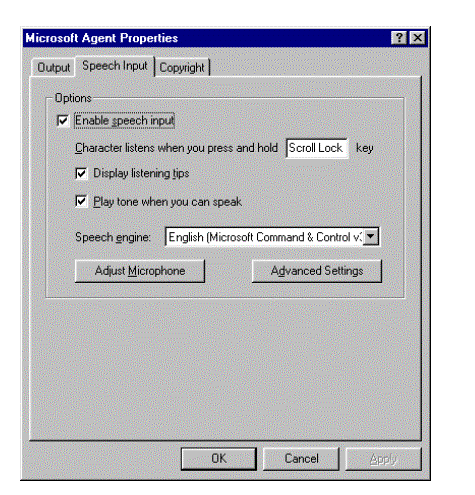 Microsoft Agent Properties
Output Speech Input Copyright
Options
Enable speech input
Character listens when you press and hold Scroll Lock key
Display listening tips
Play tone when you can speak
Speech engine: English (Microsoft Command & Control v3
Adjust Microphone Advanced Settings
OK Cancel Apply